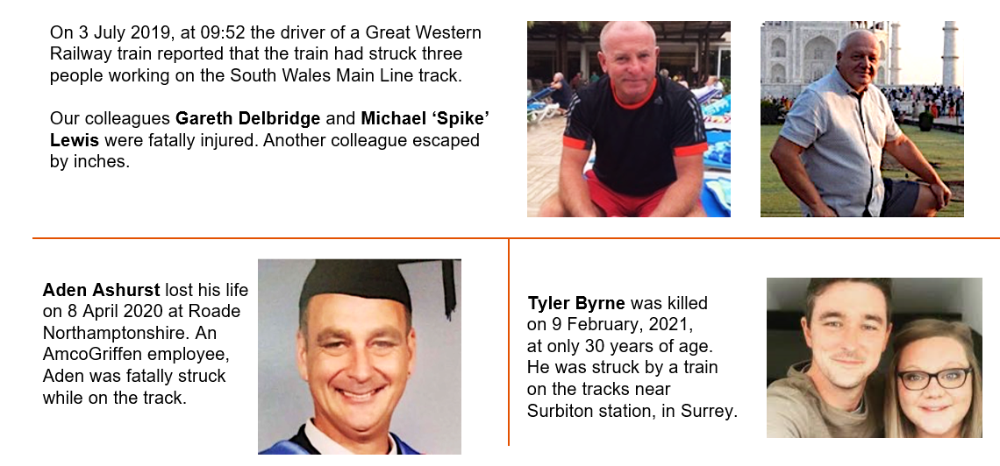 On 3 July 2019, at 09:52 the driver of a Great Western
Railway train reported that the train had struck three
people working on the South Wales Main Line track.
Our colleagues Gareth Delbridge and Michael ‘Spike’
Lewis were fatally injured. Another colleague escaped
by inches.
Aden Ashurst lost his life
on 8 April 2020 at Roade
Northamptonshire. An
AmcoGriffen employee,
Aden was fatally struck
while on the track.
Tyler Byrne was killed
on 9 February, 2021,
at only 30 years of age.
He was struck by a train
on the tracks near
Surbiton station, in Surrey.